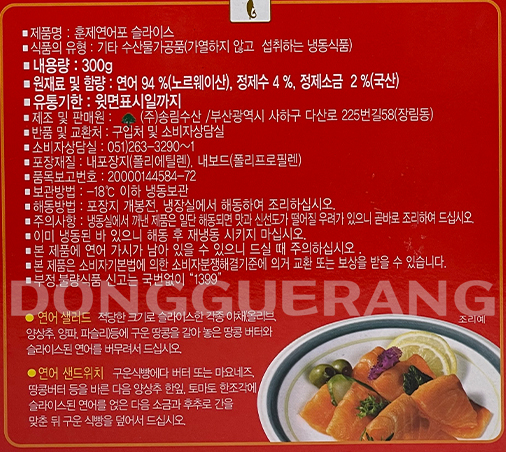 ■ 제품명 : 훈제연어포 슬라이스
■ 식품의 유형 : 기타 수산물가공품(가열하지 않고 섭취하는 냉동식품)
■ 내용량 : 300g
■ 원재료 및 함량 : 연어 94 %(노르웨이산), 정제수 4 %, 정제소금 2 %(국산)
■ 유통기한 : 윗면표시일까지
■ 제조 및 판매원 : (주)송림수산 /부산광역시 사하구 다산로 225번길58(장림동)
■ 반품 및 교환처 : 구입처 및 소비자상담실
■ 소비자상담실 : 051)263-3290~1
■ 포장재질 : 내포장지(폴리에틸렌), 내보드(폴리프로필렌)
■ 품목보고번호 : 20000144584-72
■ 보관방법 : -18℃ 이하 냉동보관
■ 해동방법 : 포장지 개봉전, 냉장실에서 해동하여 조리하십시오.
■ 주의사항 : 냉동실에서 꺼낸 제품은 일단 해동되면 맛과 신선도가 떨어질 우려가 있으니 곧바로 조리하여 드십시오.
■ 이미 냉동된 바 있으니 해동 후 재냉동 시키지 마십시오.
■ 본 제품에 연어 가시가 남아 있을 수 있으니 드실 때 주의하십시오 .
■ 본 제품은 소비자기본법에 의한 소비자분쟁해결기준에 의거 교환 또는 보상을 받을 수 있습니다.
■ 부정,불량식품 신고는 국번없이 "1399"
DONGGUERANG
● 연어 샐러드 적당한 크기로 슬라이스한 각종 야채(올리브,
양상추, 양파, 파슬리)등에 구운 땅콩을 갈아 놓은 땅콩 버터와
슬라이스된 연어를 버무려서 드십시오.
조리예
● 연어 샌드위치 구운식빵에다 버터 또는 마요네즈,
땅콩버터 등을 바른 다음 양상추 한잎, 토마토 한조각에
슬라이스된 연어를 얹은 다음 소금과 후추로 간을
맞춘 뒤 구운 식빵을 덮어서 드십시오.